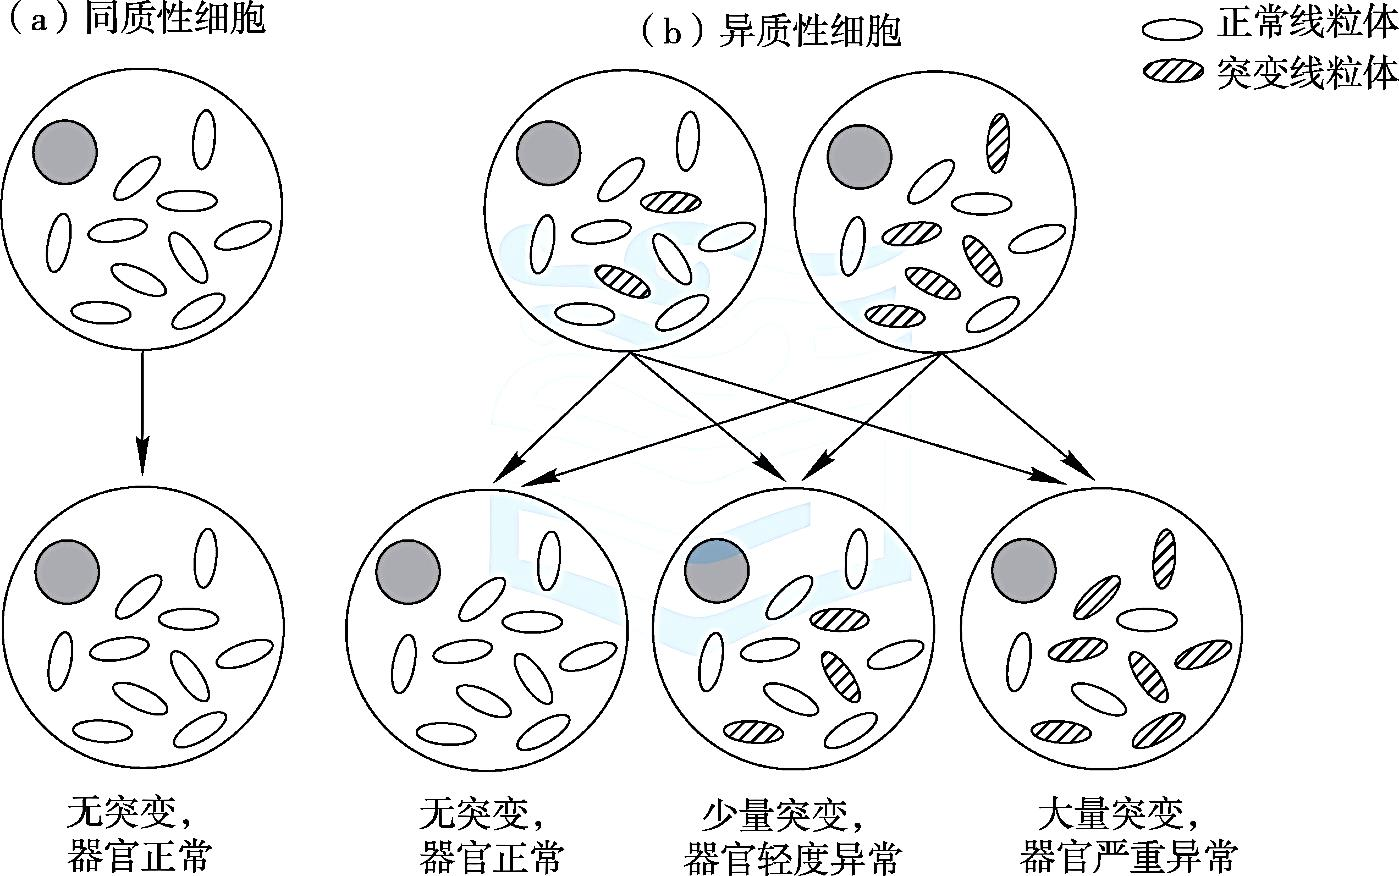 （a）同质性细胞
（b）异质性细胞
正常线粒体
突变线粒体
无突变，
器官正常
无突变，
器官正常
少量突变，
器官轻度异常
大量突变，
器官严重异常